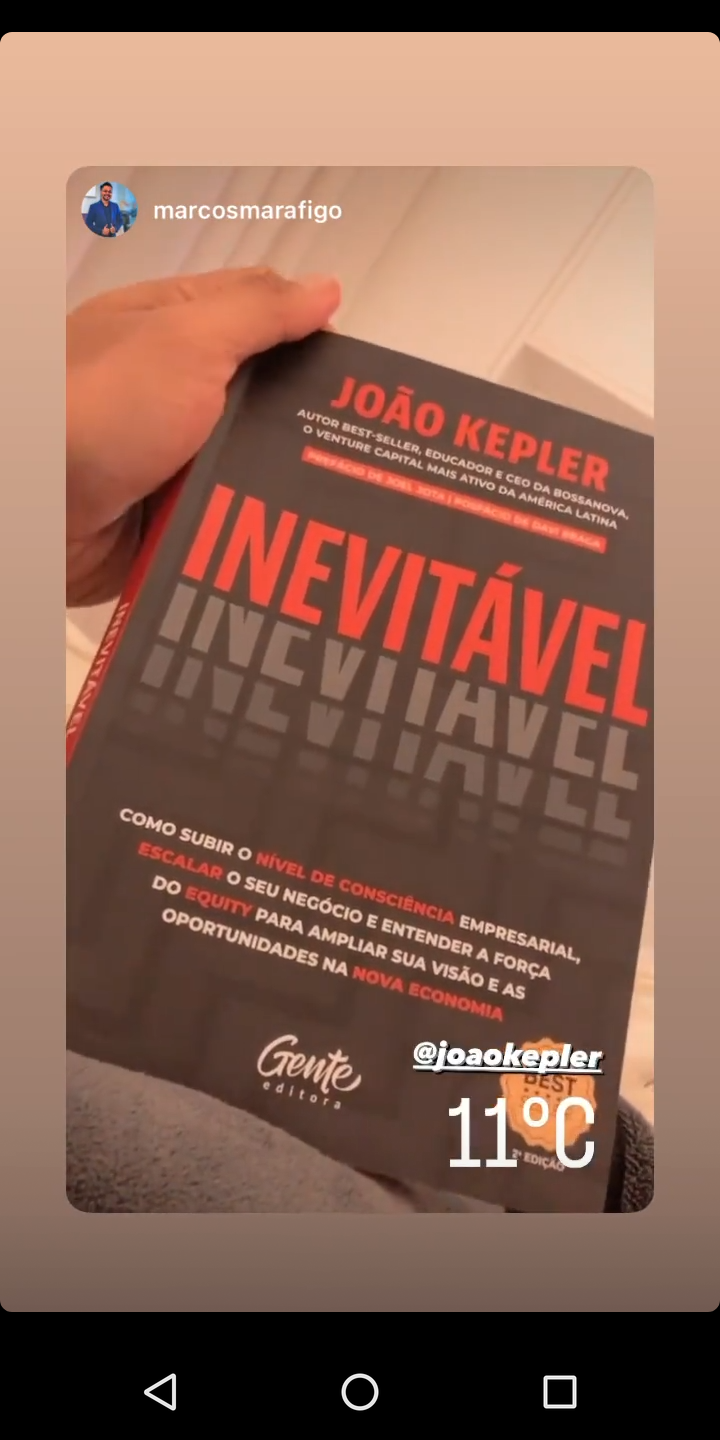 marcosmarafigo
JOÃO KEPLER
AUTOR BEST-SELLER, EDUCADOR E CEO DA BOSSANOVA,
O VENTURE CAPITAL MAIS ATIVO DA AMÉRICA LATINA
PREFÁCIO DE JOEL JOTA | POSFÁCIO DE DAVI BRAGA
INEVITÁVEL
INEVITÁVEL
COMO SUBIR O NÍVEL DE CONSCIÊNCIA EMPRESARIAL,
ESCALAR O SEU NEGÓCIO E ENTENDER A FORÇA
DO EQUITY PARA AMPLIAR SUA VISÃO E AS
OPORTUNIDADES NA NOVA ECONOMIA
Gente
editora
@joaokepler
BEST
11°C
2ª EDIÇÃO